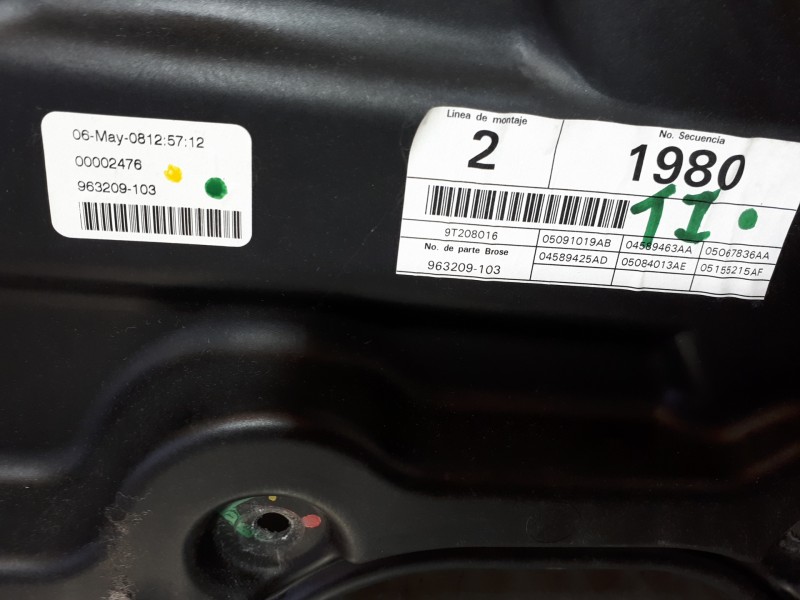 06-May-0812:57:12
00002476
963209-103
Linea de montaje
2
No. Secuencia
1980
11
9T208016
05091019AB 04589463AA 05067836AA
No. de parte Brose
963209-103
04589425AD 05084013AE 05155215AF